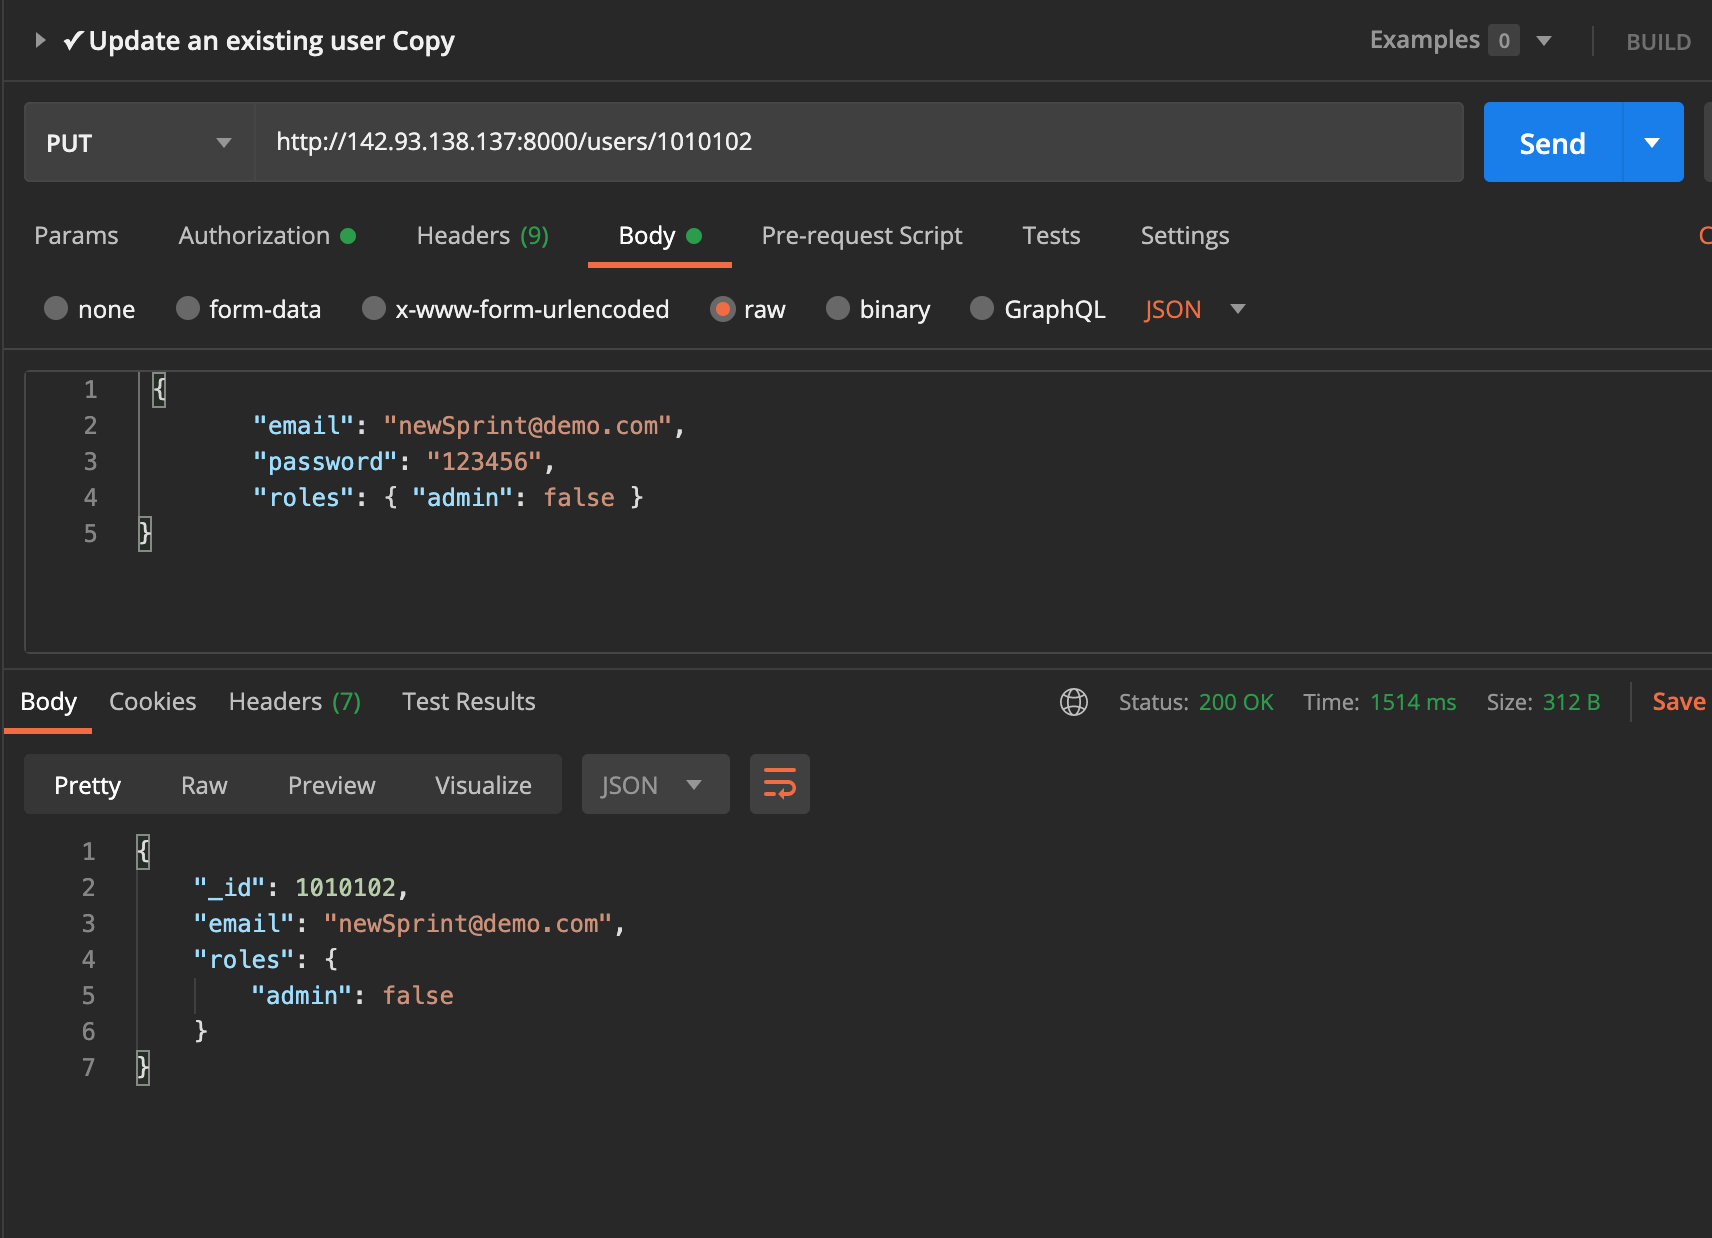 ✓Update an existing user Copy Examples 0 BUILD
PUT http://142.93.138.137:8000/users/1010102 Send
Params Authorization Headers (9) Body Pre-request Script Tests Settings
none form-data x-www-form-urlencoded raw binary GraphQL JSON
1 {
2 "email": "newSprint@demo.com",
3 "password": "123456",
4 "roles": { "admin": false }
5 }
Body Cookies Headers (7) Test Results Status: 200 OK Time: 1514 ms Size: 312 B Save
Pretty Raw Preview Visualize JSON
1 {
2 "_id": 1010102,
3 "email": "newSprint@demo.com",
4 "roles": {
5 "admin": false
6 }
7 }